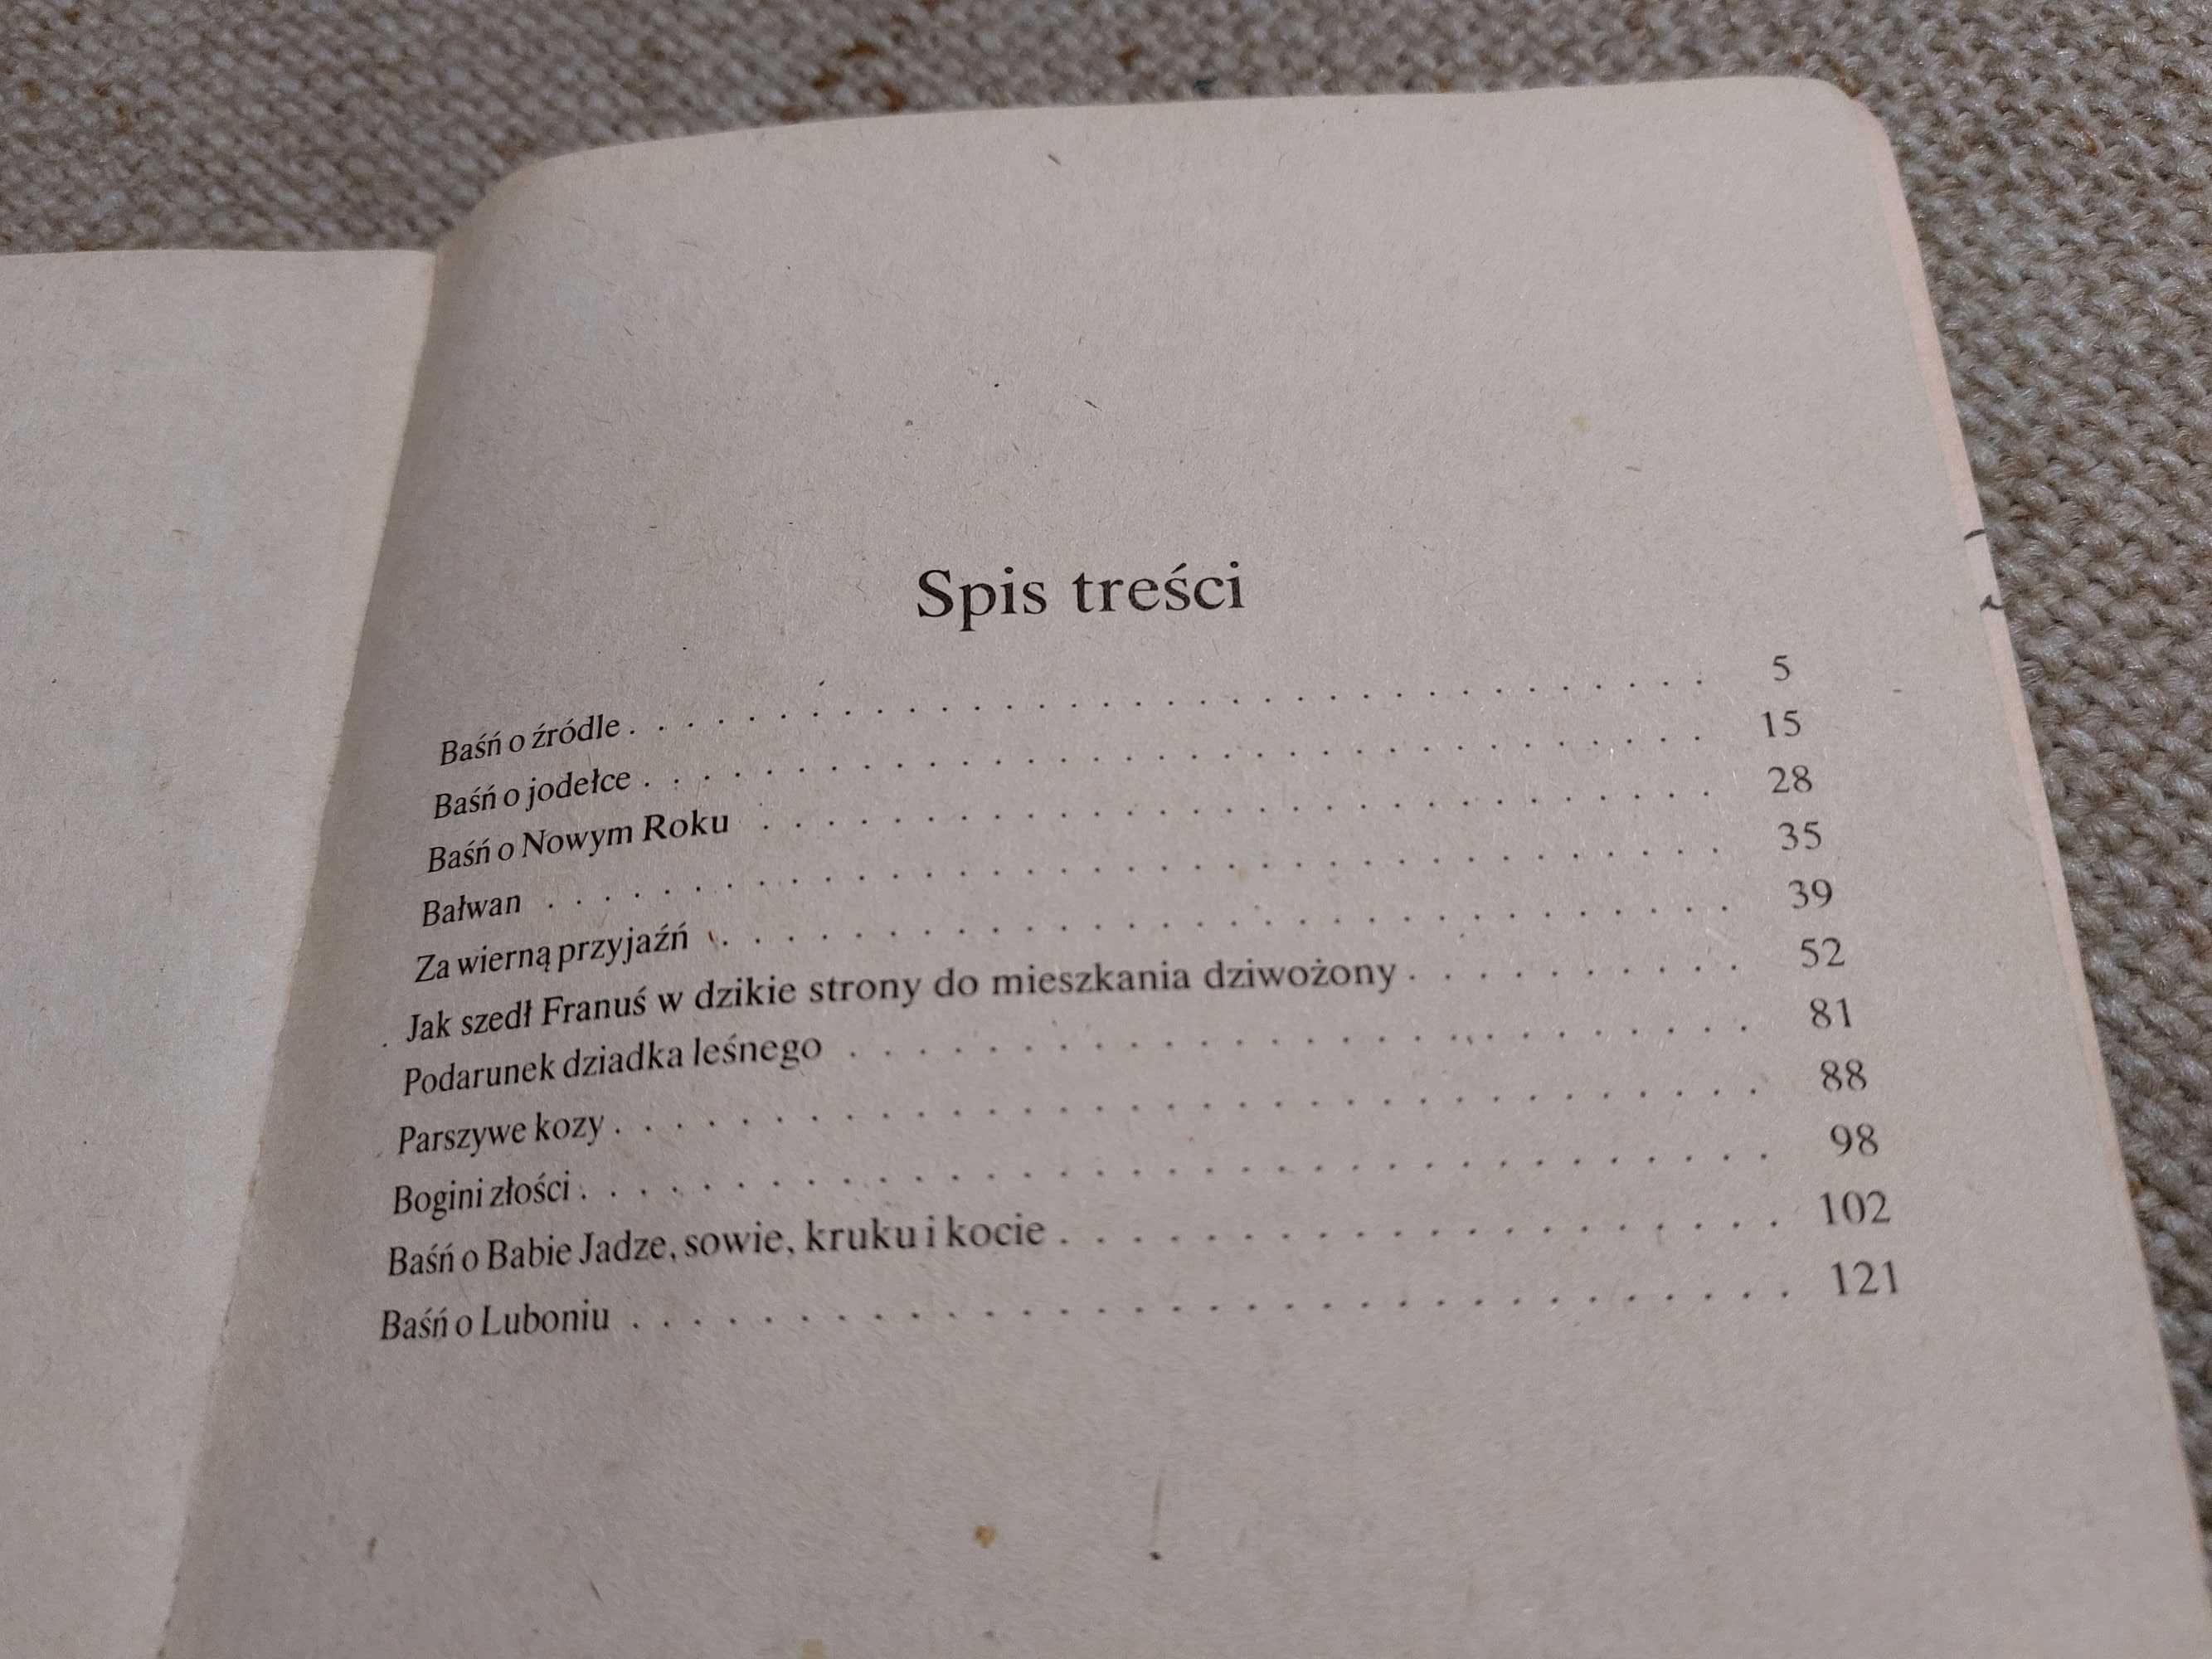 Spis treści
Baśń o źródle . . . . . . . . . . . . . . . . . . . . . . . . . . . . . . . . . . 5
Baśń o jodełce . . . . . . . . . . . . . . . . . . . . . . . . . . . . . . . . . 15
Baśń o Nowym Roku . . . . . . . . . . . . . . . . . . . . . . . . . . . . . . 28
Bałwan . . . . . . . . . . . . . . . . . . . . . . . . . . . . . . . . . . . . . 35
Za wierną przyjaźń . . . . . . . . . . . . . . . . . . . . . . . . . . . . . . . 39
Jak szedł Franuś w dzikie strony do mieszkania dziwożony . . . . . . . . . . . 52
Podarunek dziadka leśnego . . . . . . . . . . . . . . . . . . . . . . . . . . . 81
Parszywe kozy . . . . . . . . . . . . . . . . . . . . . . . . . . . . . . . . . . 88
Bogini złości . . . . . . . . . . . . . . . . . . . . . . . . . . . . . . . . . . . 98
Baśń o Babie Jadze, sowie, kruku i kocie . . . . . . . . . . . . . . . . . . . . 102
Baśń o Luboniu . . . . . . . . . . . . . . . . . . . . . . . . . . . . . . . . . . 121